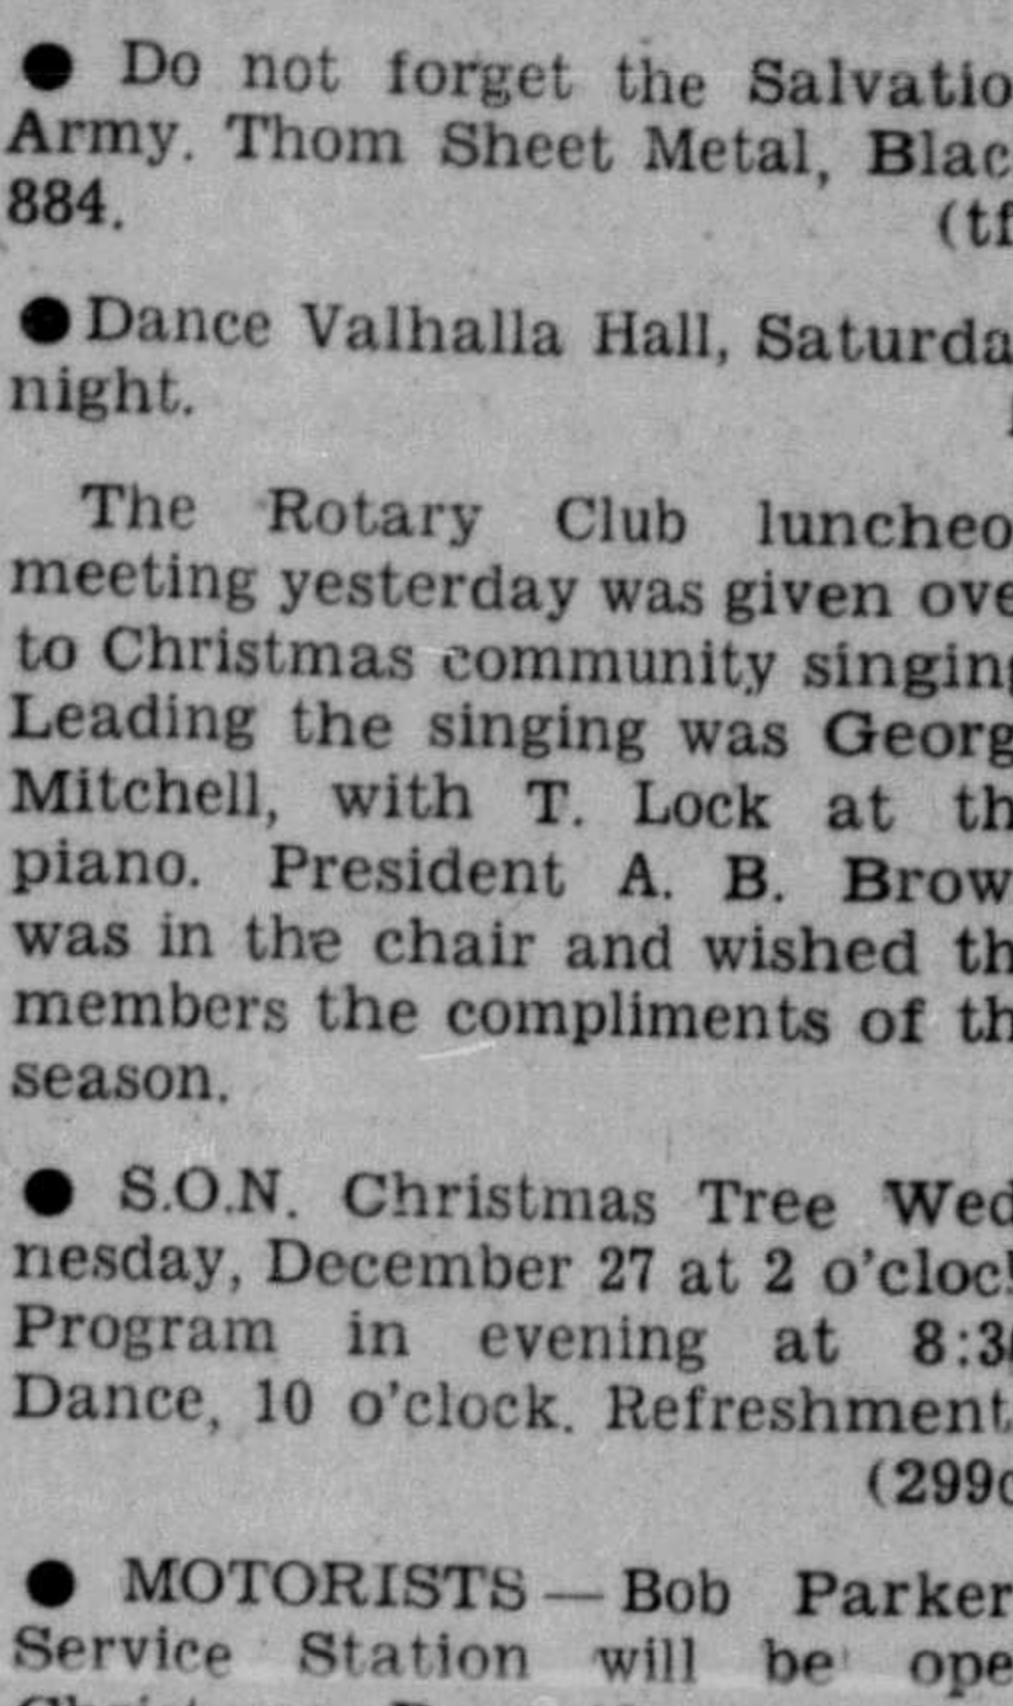 ● Do not forget the Salvatio
Army. Thom Sheet Metal, Blac
884. (tf
● Dance Valhalla Hall, Saturda
night.
The Rotary Club luncheo
meeting yesterday was given ove
to Christmas community singing
Leading the singing was Georg
Mitchell, with T. Lock at th
piano. President A. B. Brow
was in the chair and wished th
members the compliments of th
season.
● S.O.N. Christmas Tree Wed
nesday, December 27 at 2 o'cloc
Program in evening at 8:3
Dance, 10 o'clock. Refreshment
(299c
● MOTORISTS — Bob Parker
Service Station will be ope